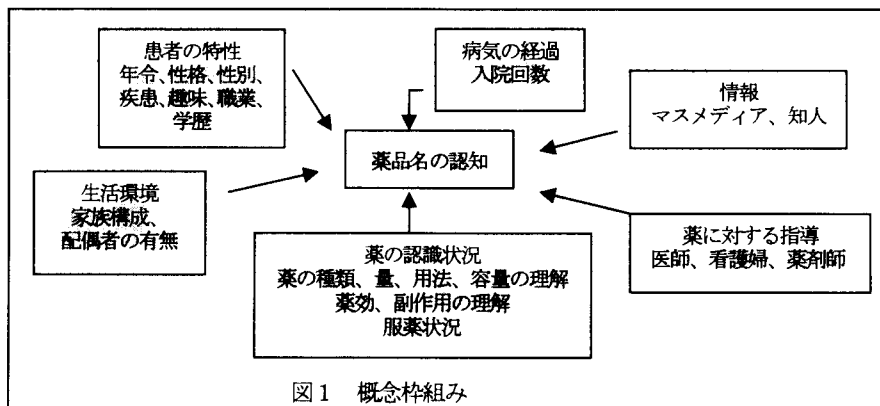 患者の特性
年令、性格、性別、
疾患、趣味、職業、
学歴
病気の経過
入院回数
情報
マスメディア、知人
薬品名の認知
生活環境
家族構成、
配偶者の有無
薬の認識状況
薬の種類、量、用法、容量の理解
薬効、副作用の理解
服薬状況
薬に対する指導
医師、看護婦、薬剤師
図1 概念枠組み